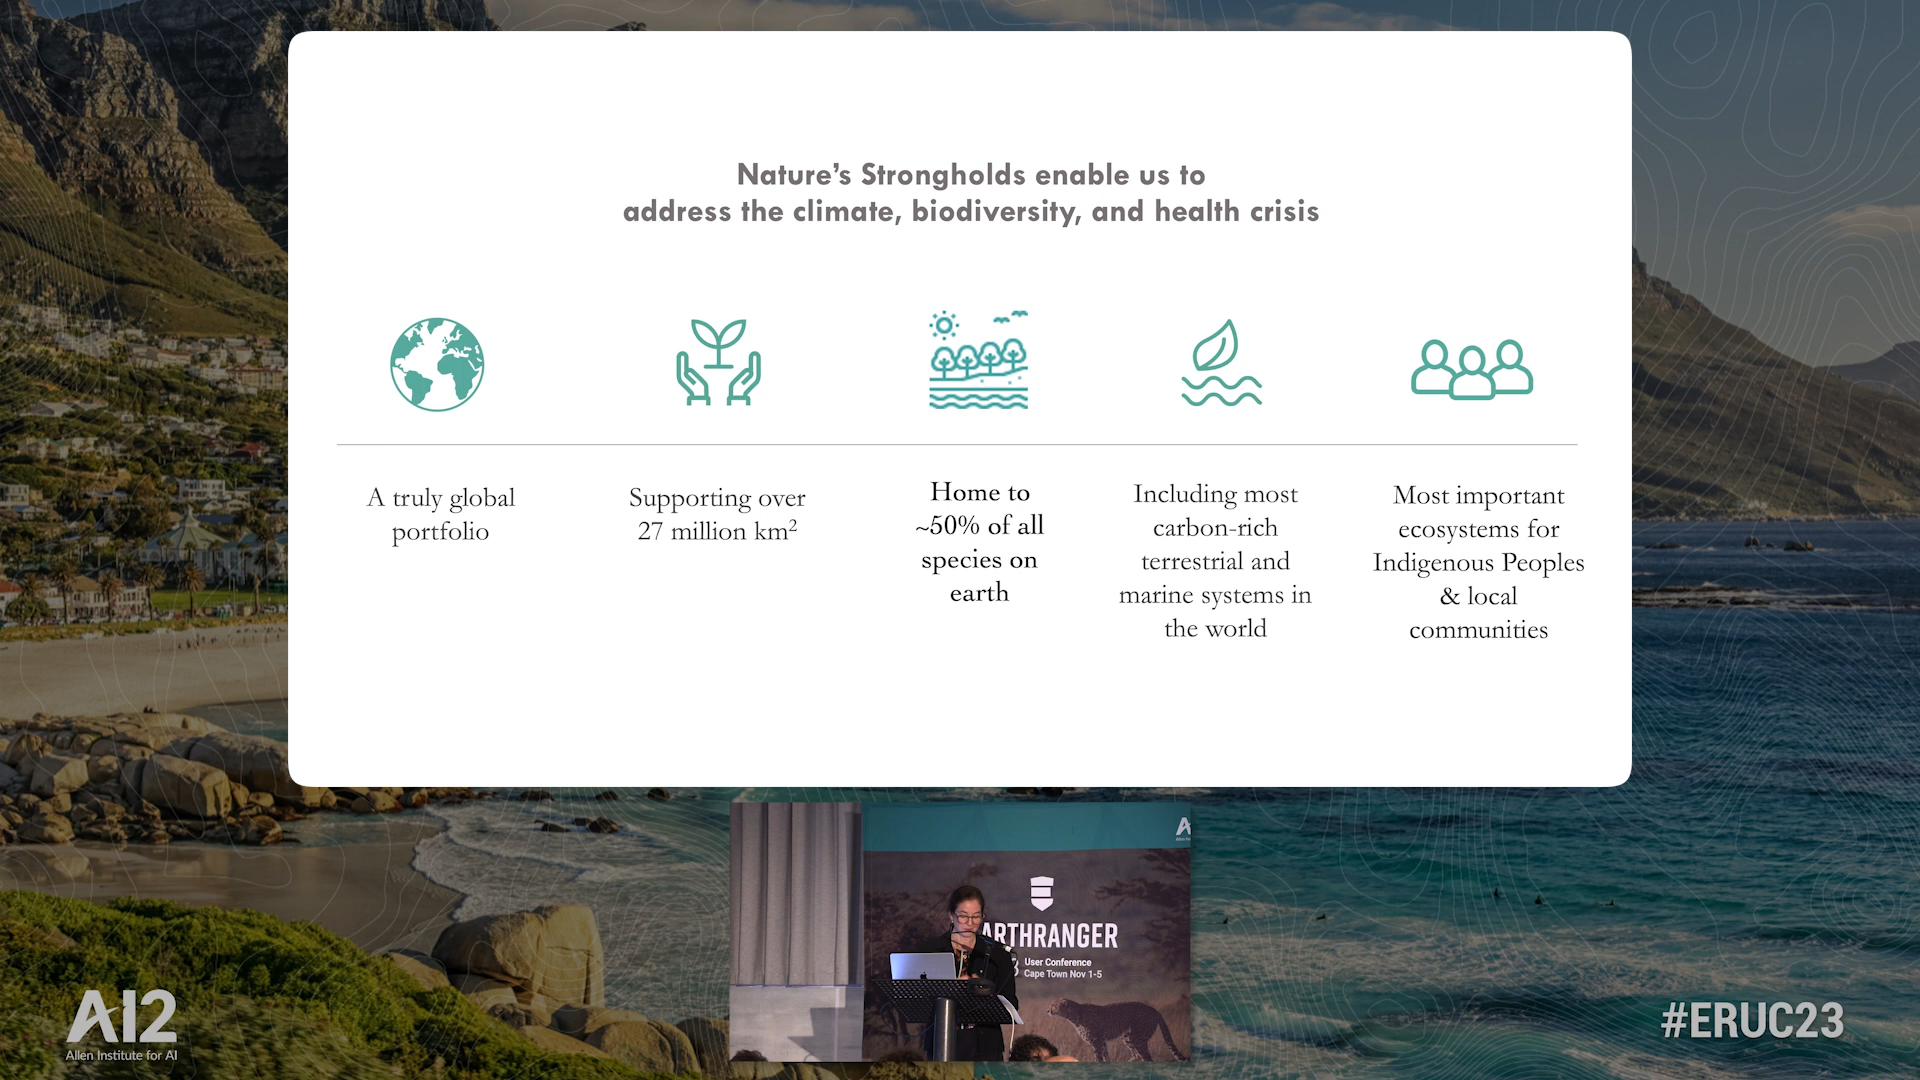 Nature's Strongholds enable us to
address the climate, biodiversity, and health crisis
A truly global
portfolio
Supporting over
27 million km²
Home to
~50% of all
species on
earth
Including most
carbon-rich
terrestrial and
marine systems in
the world
Most important
ecosystems for
Indigenous Peoples
& local
communities
ARTHRANGER
User Conference
Cape Town Nov 1-5
AI2
Allen Institute for AI
#ERUC23